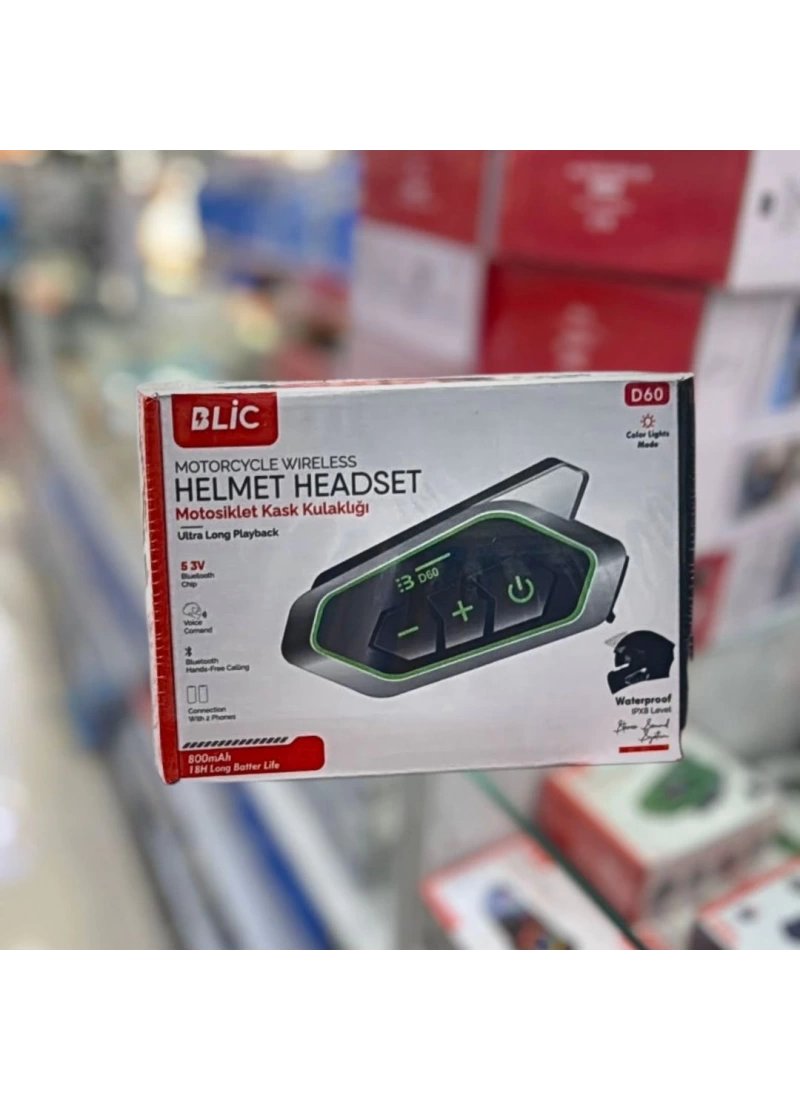 BLiC
D60
Color Lights
Mode
MOTORCYCLE WIRELESS
HELMET HEADSET
Motosiklet Kask Kulaklığı
Ultra Long Playback
5 3V
Bluetooth
Chip
Voice
Comand
Bluetooth
Hands-Free Calling
Connection
With 2 Phones
800mAh
18H Long Batter Life
B D60
Waterproof
IPX8 Level
Sound
System